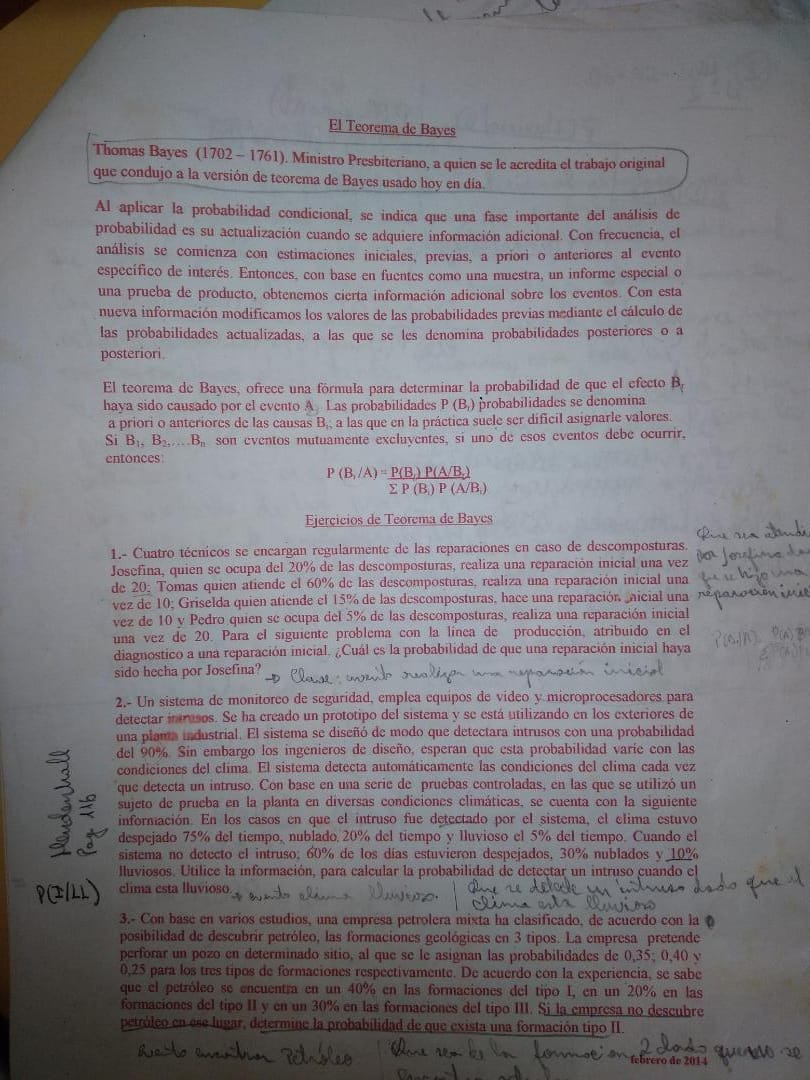 El Teorema de Bayes
Thomas Bayes (1702 – 1761). Ministro Presbiteriano, a quien se le acredita el trabajo original
que condujo a la versión de teorema de Bayes usado hoy en día.
Al aplicar la probabilidad condicional, se indica que una fase importante del análisis de
probabilidad es su actualización cuando se adquiere información adicional. Con frecuencia, el
análisis se comienza con estimaciones iniciales, previas, a priori o anteriores al evento
específico de interés. Entonces, con base en fuentes como una muestra, un informe especial o
una prueba de producto, obtenemos cierta información adicional sobre los eventos. Con esta
nueva información modificamos los valores de las probabilidades previas mediante el cálculo de
las probabilidades actualizadas, a las que se les denomina probabilidades posteriores o a
posteriori.
El teorema de Bayes, ofrece una fórmula para determinar la probabilidad de que el efecto Bᵢ
haya sido causado por el evento A. Las probabilidades P (Bᵢ) probabilidades se denomina
a priori o anteriores de las causas Bᵢ, a las que en la práctica suele ser difícil asignarle valores.
Si B₁, B₂,....Bₙ son eventos mutuamente excluyentes, si uno de esos eventos debe ocurrir,
entonces:
P (Bᵢ/A) = P(Bᵢ) P(A/Bᵢ)
Σ P (Bᵢ) P (A/Bᵢ)
Ejercicios de Teorema de Bayes
1.- Cuatro técnicos se encargan regularmente de las reparaciones en caso de descomposturas.
Josefina, quien se ocupa del 20% de las descomposturas, realiza una reparación inicial una vez
de 20; Tomas quien atiende el 60% de las descomposturas, realiza una reparación inicial una
vez de 10; Griselda quien atiende el 15% de las descomposturas, hace una reparación inicial una
vez de 10 y Pedro quien se ocupa del 5% de las descomposturas, realiza una reparación inicial
una vez de 20. Para el siguiente problema con la línea de producción, atribuido en el
diagnostico a una reparación inicial. ¿Cuál es la probabilidad de que una reparación inicial haya
sido hecha por Josefina? → Clase: evento realizar una reparación inicial
Que sea atendi
por Josefina da
que se hizo una
reparación inici
2.- Un sistema de monitoreo de seguridad, emplea equipos de video y microprocesadores para
detectar intrusos. Se ha creado un prototipo del sistema y se está utilizando en los exteriores de
una planta industrial. El sistema se diseñó de modo que detectara intrusos con una probabilidad
del 90%. Sin embargo los ingenieros de diseño, esperan que esta probabilidad varíe con las
condiciones del clima. El sistema detecta automáticamente las condiciones del clima cada vez
que detecta un intruso. Con base en una serie de pruebas controladas, en las que se utilizó un
sujeto de prueba en la planta en diversas condiciones climáticas, se cuenta con la siguiente
información. En los casos en que el intruso fue detectado por el sistema, el clima estuvo
despejado 75% del tiempo, nublado 20% del tiempo y lluvioso el 5% del tiempo. Cuando el
sistema no detecto el intruso; 60% de los días estuvieron despejados, 30% nublados y 10%
lluviosos. Utilice la información, para calcular la probabilidad de detectar un intruso cuando el
clima esta lluvioso. → evento clima lluvioso. | Que se detecte un intruso dado que el
clima está lluvioso
Mendenhall
Pag 116
P(I/LL)
3.- Con base en varios estudios, una empresa petrolera mixta ha clasificado, de acuerdo con la
posibilidad de descubrir petróleo, las formaciones geológicas en 3 tipos. La empresa pretende
perforar un pozo en determinado sitio, al que se le asignan las probabilidades de 0,35; 0,40 y
0,25 para los tres tipos de formaciones respectivamente. De acuerdo con la experiencia, se sabe
que el petróleo se encuentra en un 40% en las formaciones del tipo I, en un 20% en las
formaciones del tipo II y en un 30% en las formaciones del tipo III. Si la empresa no descubre
petróleo en ese lugar, determine la probabilidad de que exista una formación tipo II.
Evento encontrar Petróleo | Que sea de la formación 2 dado que no se
febrero de 2014